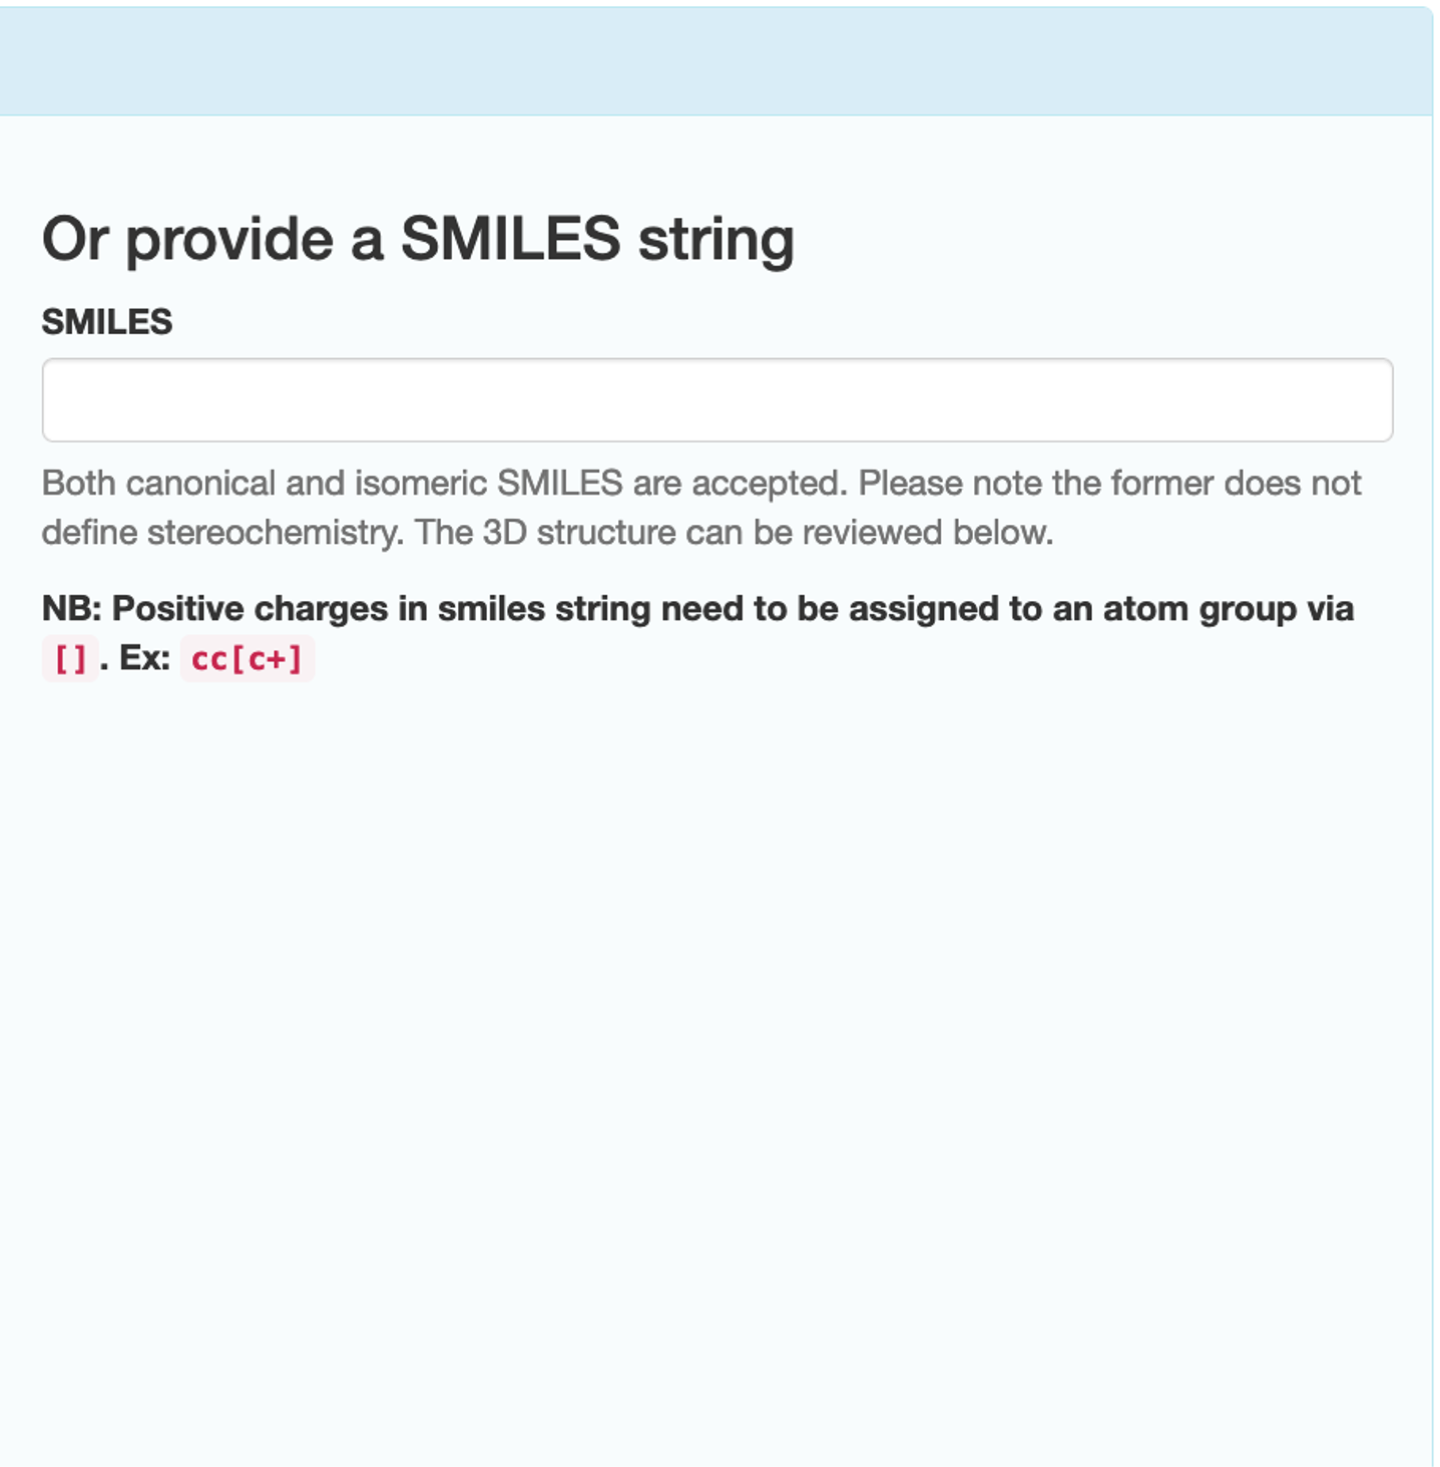 Or provide a SMILES string
SMILES
Both canonical and isomeric SMILES are accepted. Please note the former does not
define stereochemistry. The 3D structure can be reviewed below.
NB: Positive charges in smiles string need to be assigned to an atom group via
[]. Ex: cc[c+]